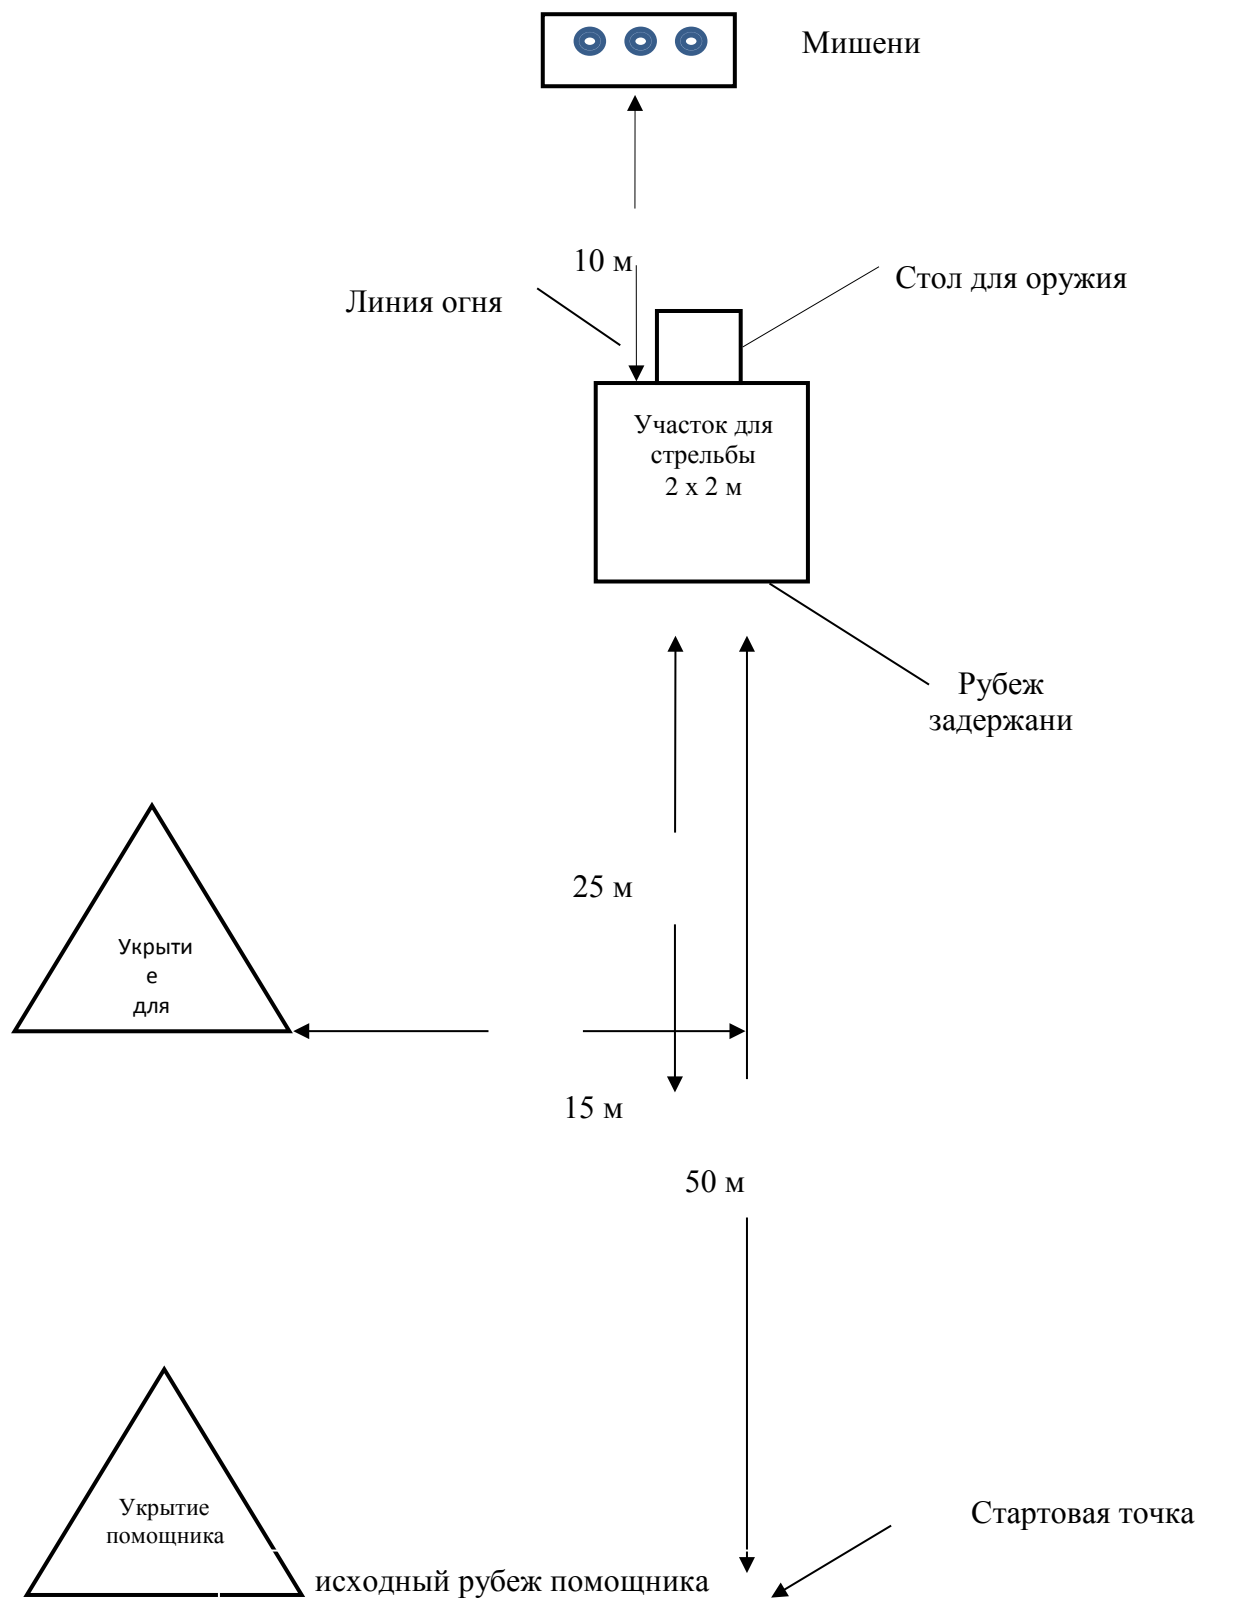 Мишени
10 м
Стол для оружия
Линия огня
Участок для
стрельбы
2 х 2 м
Рубеж
задержани
25 м
Укрыти
е
для
15 м
50 м
Укрытие
помощника
Стартовая точка
исходный рубеж помощника